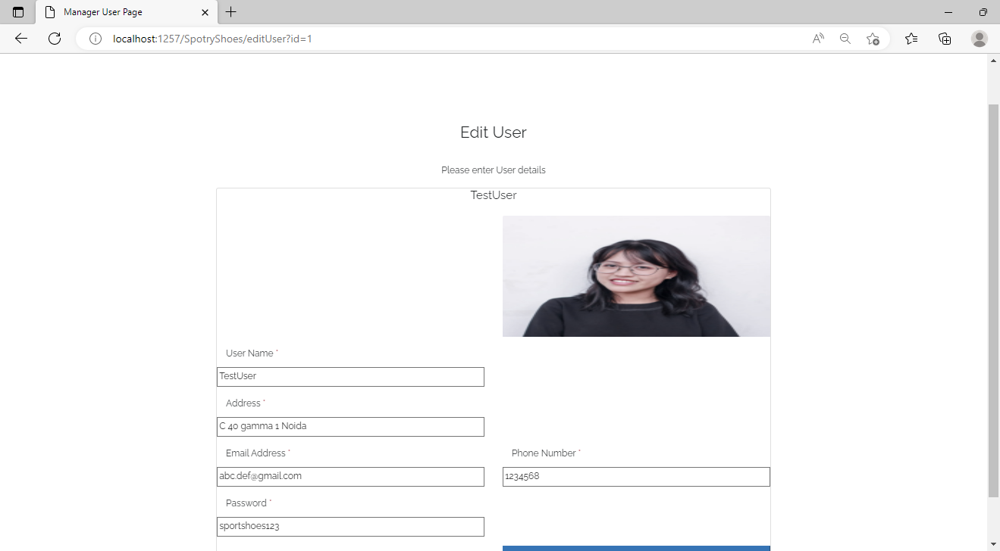 Manager User Page
localhost:1257/SpotryShoes/editUser?id=1
Edit User
Please enter User details
TestUser
User Name *
TestUser
Address *
C 40 gamma 1 Noida
Email Address *
Phone Number *
abc.def@gmail.com
1234568
Password *
sportshoes123